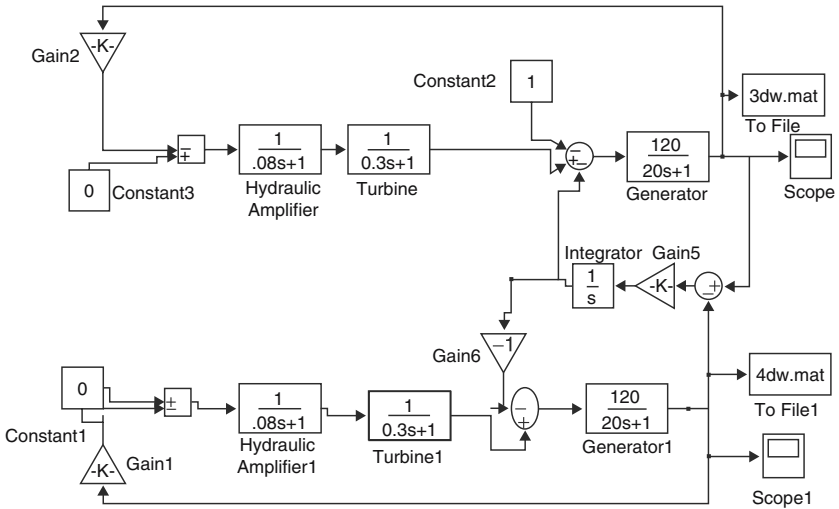 -K-
Gain2
Constant2
1
3dw.mat
To File
−
+
1
.08s+1
1
0.3s+1
−
+
−
120
20s+1
0
Constant3
Hydraulic
Amplifier
Turbine
Generator
Scope
Integrator
Gain5
1
s
-K-
−
+
−1
Gain6
0
±
−
1
.08s+1
1
0.3s+1
−
+
120
20s+1
4dw.mat
To File1
Constant1
Hydraulic
Amplifier1
Turbine1
Generator1
-K-
Gain1
Scope1